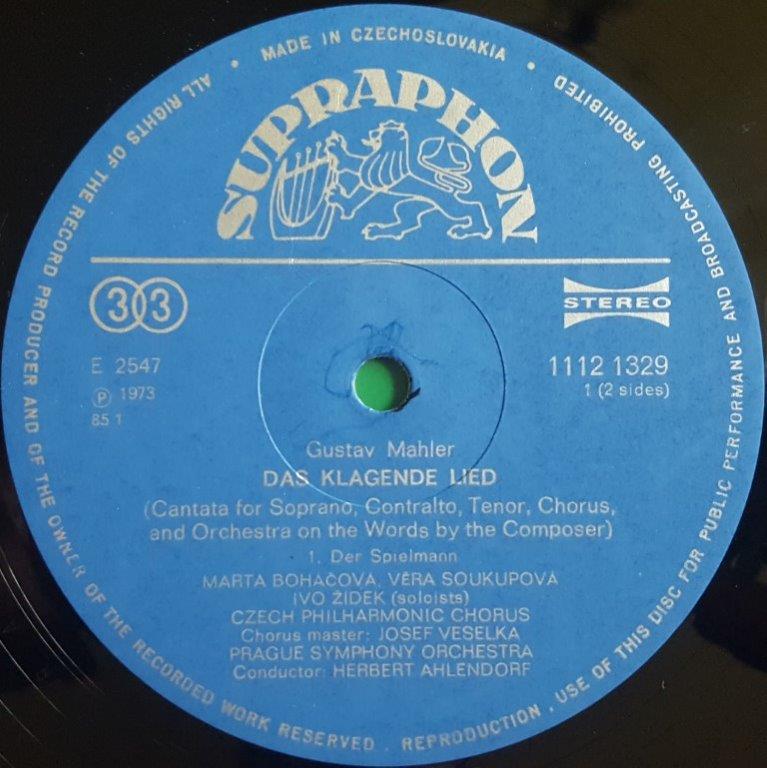 MADE IN CZECHOSLOVAKIA
SUPRAPHON
33
STEREO
E 2547
1112 1329
Ⓟ 1973
1 (2 sides)
85 1
Gustav Mahler
DAS KLAGENDE LIED
(Cantata for Soprano, Contralto, Tenor, Chorus,
and Orchestra on the Words by the Composer)
1. Der Spielmann
MARTA BOHÁČOVÁ, VĚRA SOUKUPOVÁ
IVO ŽÍDEK (soloists)
CZECH PHILHARMONIC CHORUS
Chorus master: JOSEF VESELKA
PRAGUE SYMPHONY ORCHESTRA
Conductor: HERBERT AHLENDORF
ALL RIGHTS OF THE RECORD PRODUCER AND OF THE OWNER OF THE RECORDED WORK RESERVED . REPRODUCTION , USE OF THIS DISC FOR PUBLIC PERFORMANCE AND BROADCASTING PROHIBITED